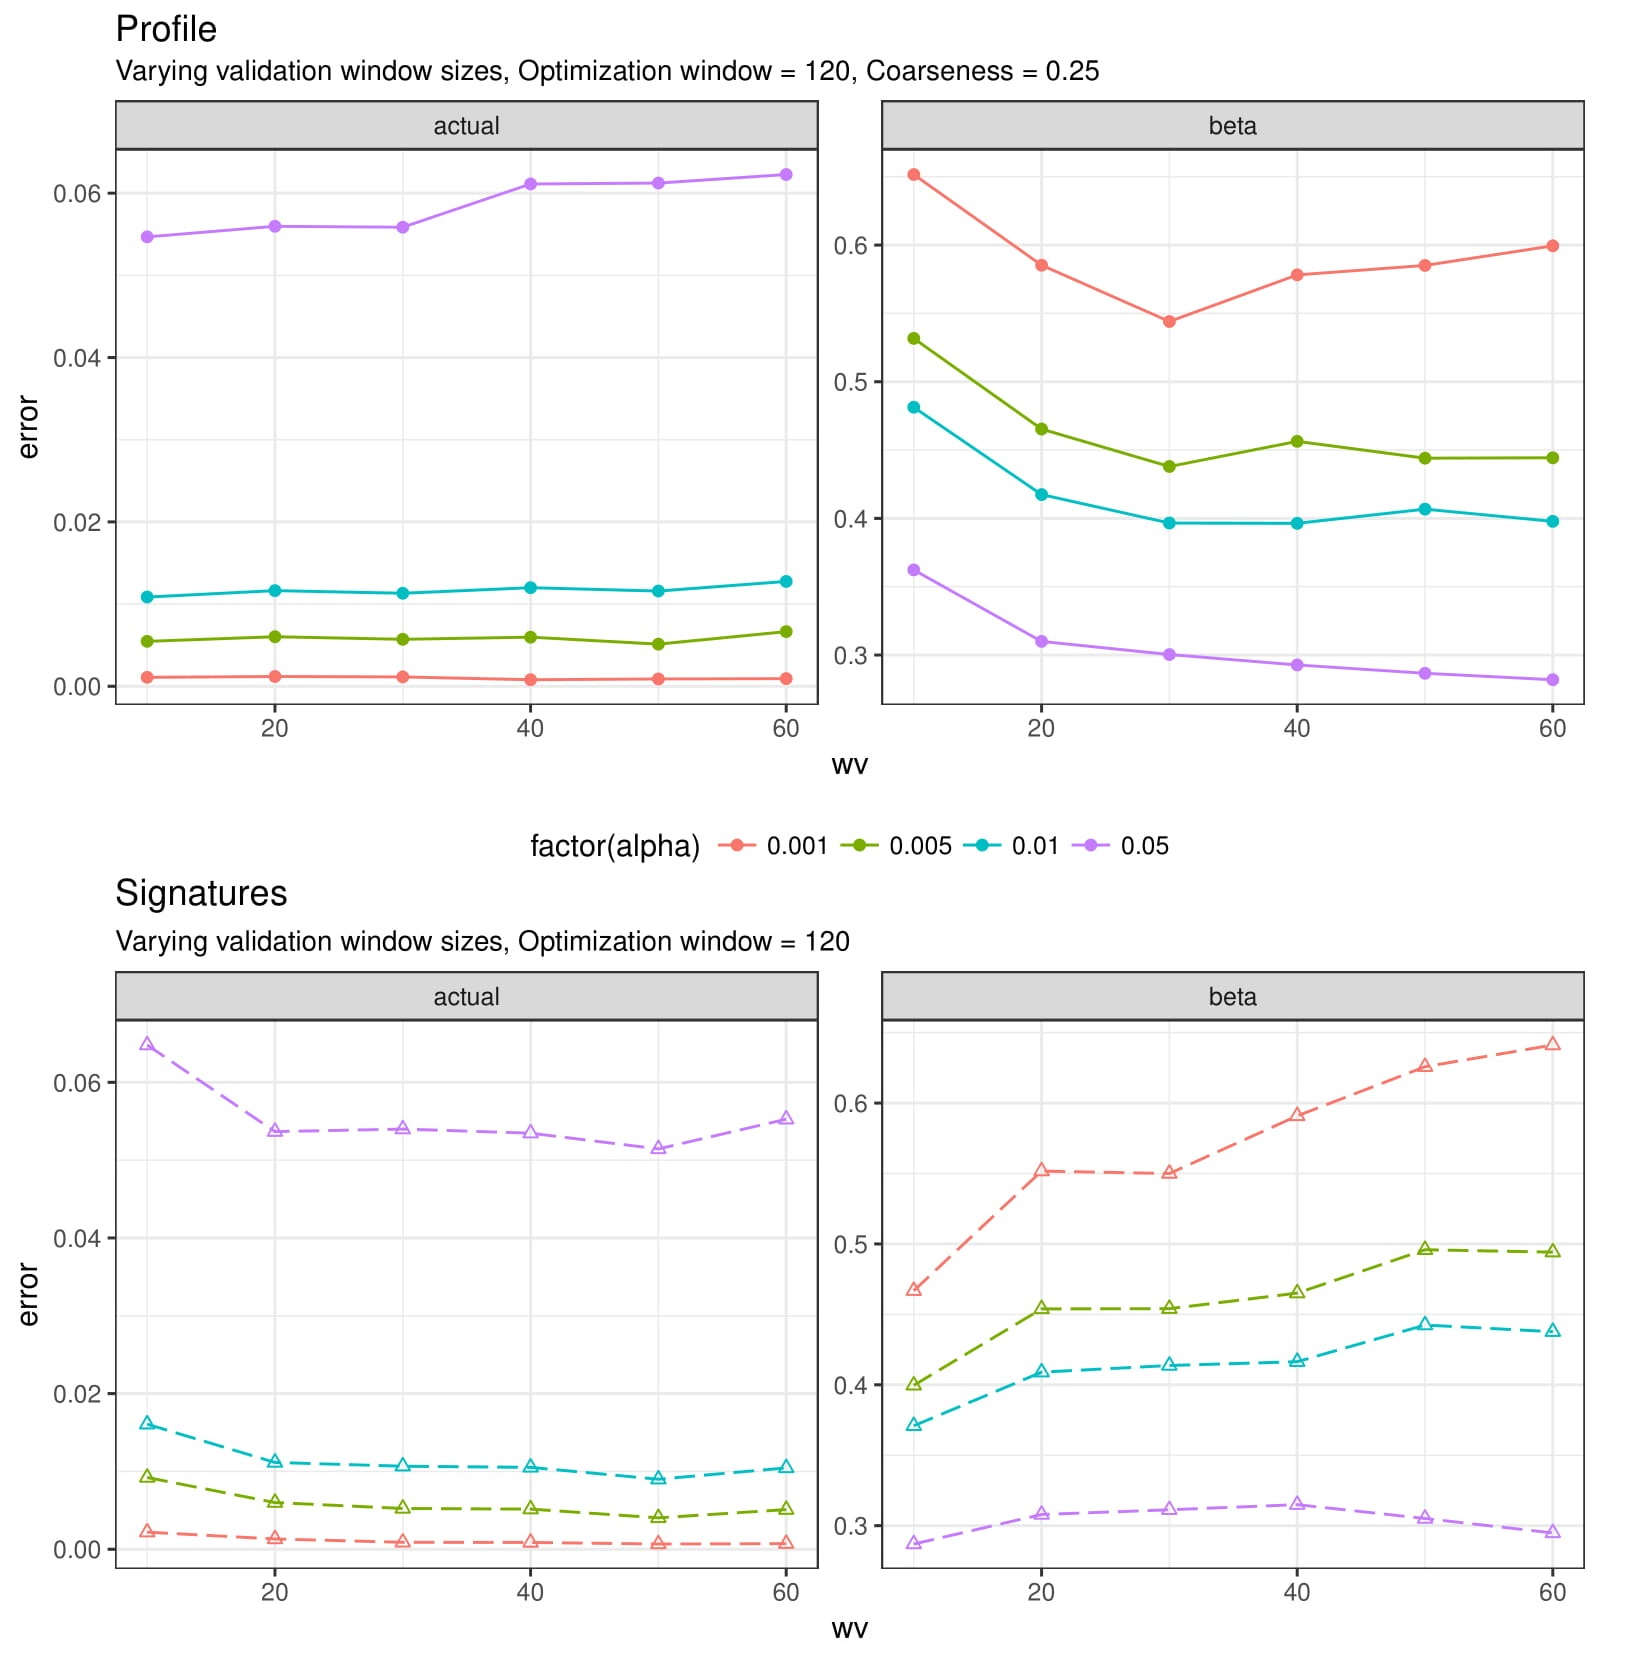 Profile
Varying validation window sizes, Optimization window = 120, Coarseness = 0.25
actual
beta
error
0.06
0.04
0.02
0.00
0.6
0.5
0.4
0.3
20 40 60
20 40 60
wv
factor(alpha) 0.001 0.005 0.01 0.05
Signatures
Varying validation window sizes, Optimization window = 120
actual
beta
error
0.06
0.04
0.02
0.00
0.6
0.5
0.4
0.3
20 40 60
20 40 60
wv